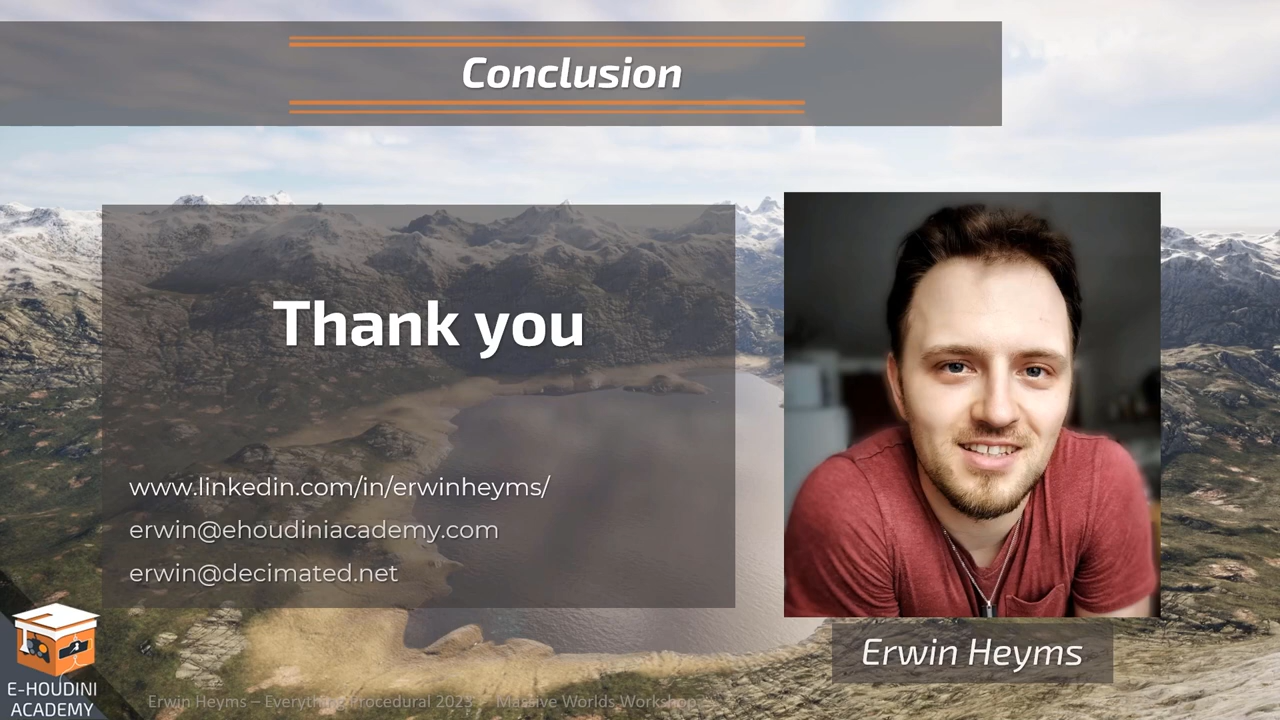 Conclusion
Thank you
www.linkedin.com/in/erwinheyms/
erwin@ehoudiniacademy.com
erwin@decimated.net
Erwin Heyms
E-HOUDINI
ACADEMY
Erwin Heyms – Everything Procedural 2023 – Massive Worlds Workshop